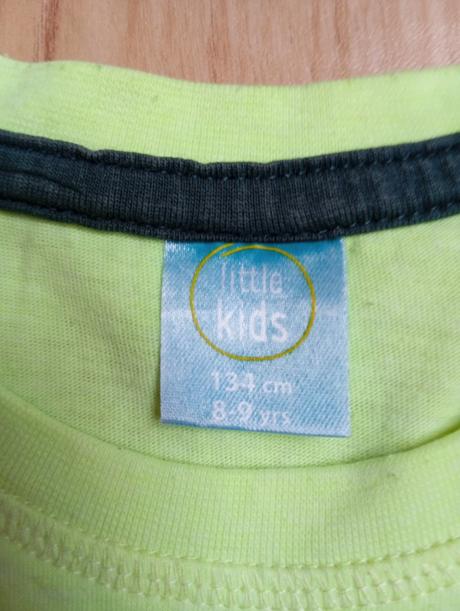 little
kids
134 cm
8-9 yrs